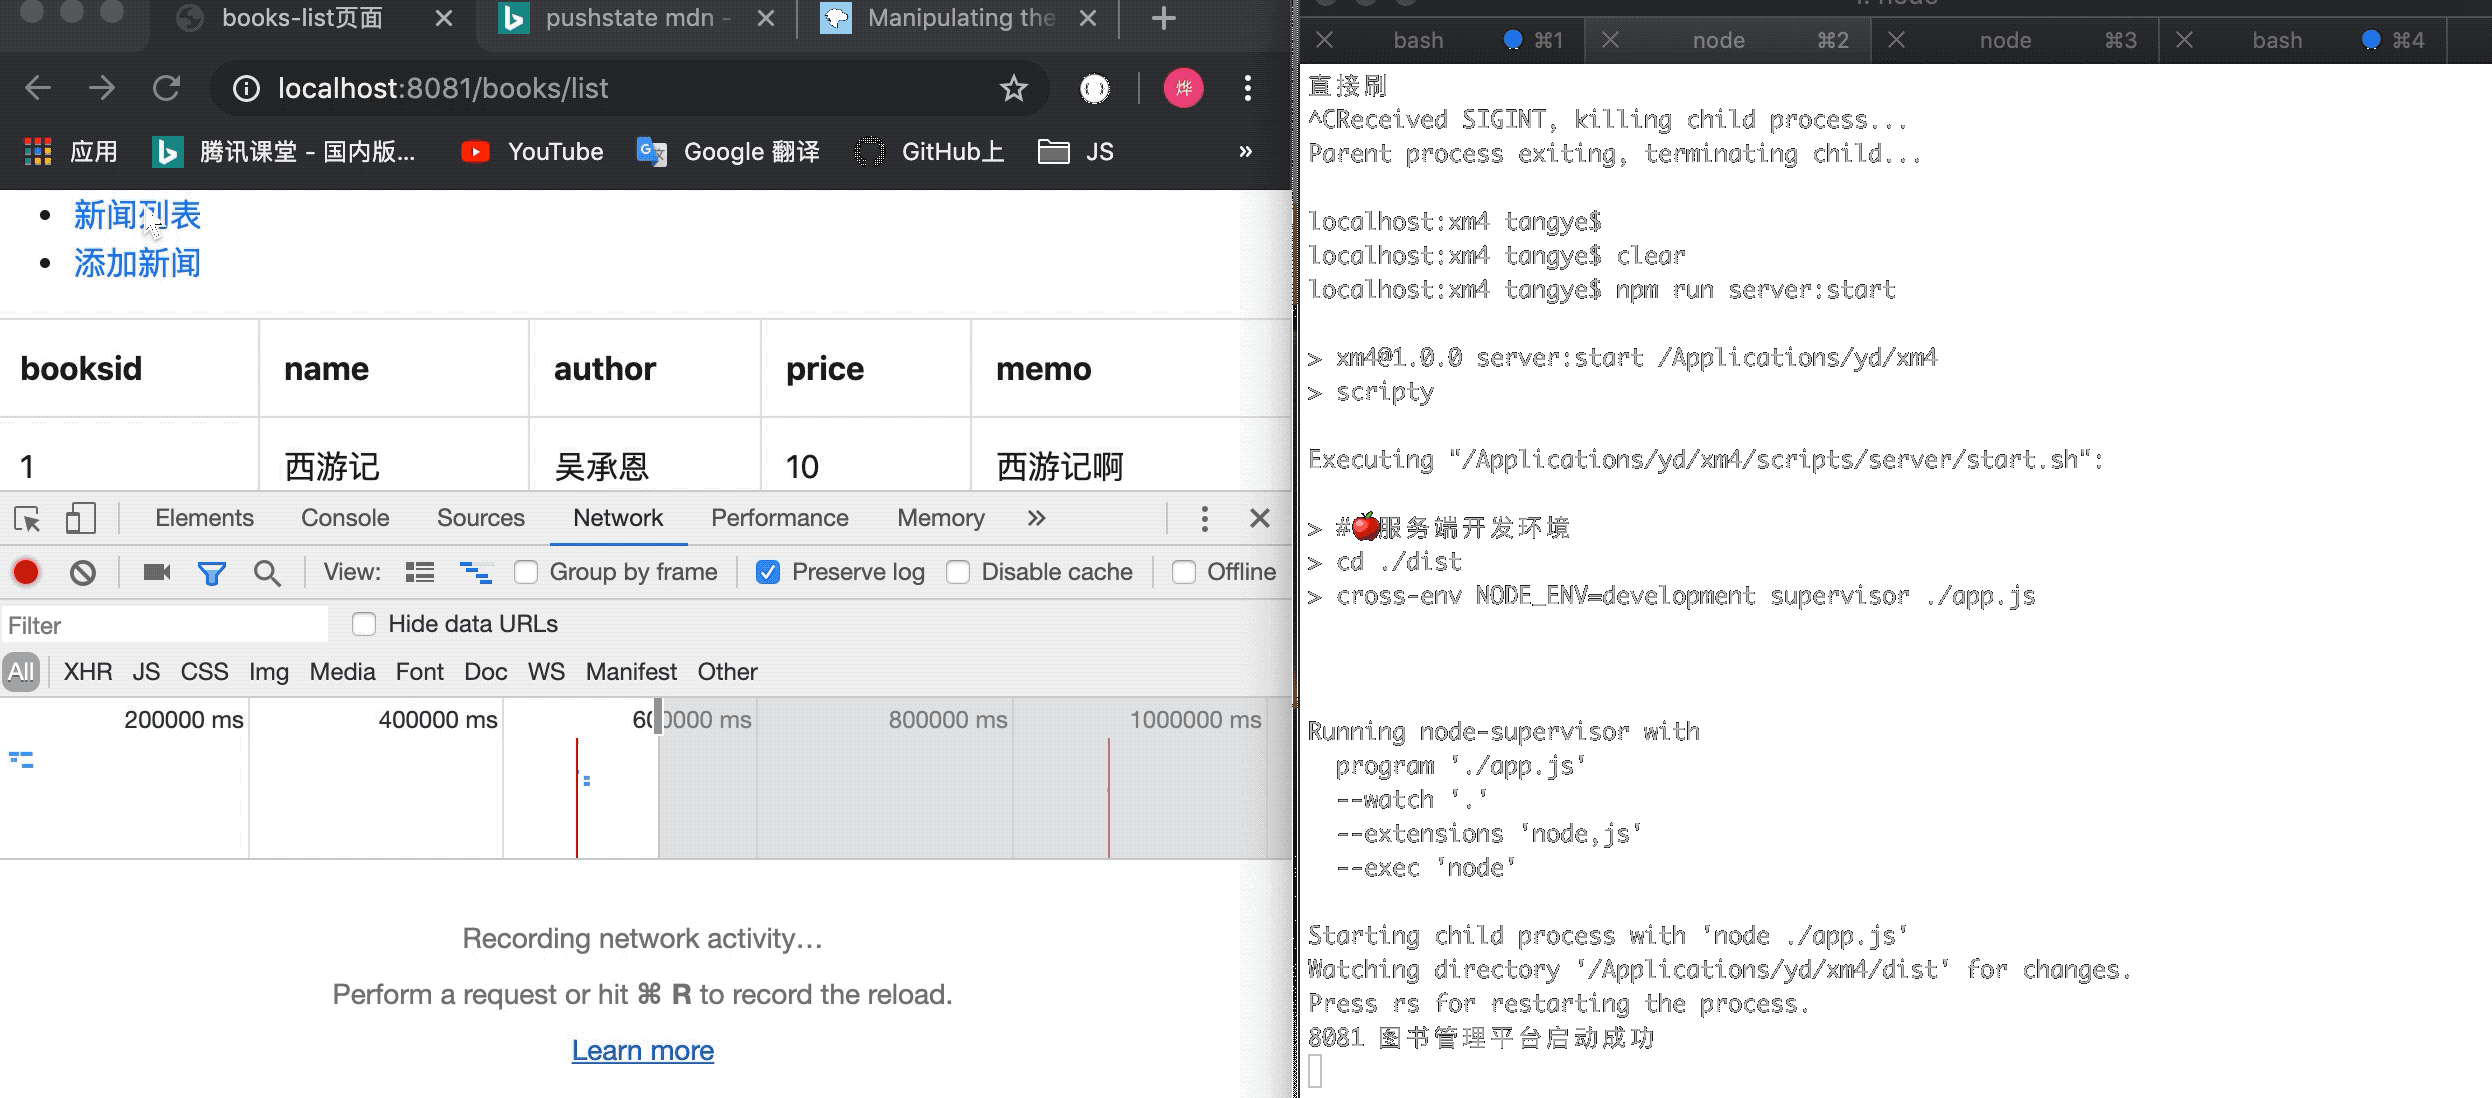 books-list页面
pushstate mdn -
Manipulating the
localhost:8081/books/list
烨
应用
腾讯课堂 - 国内版...
YouTube
Google 翻译
GitHub上
JS
»
新闻列表
添加新闻
booksid name author price memo
1 西游记 吴承恩 10 西游记啊
Elements Console Sources Network Performance Memory »
View: Group by frame Preserve log Disable cache Offline
Filter
Hide data URLs
All XHR JS CSS Img Media Font Doc WS Manifest Other
200000 ms 400000 ms 600000 ms 800000 ms 1000000 ms
Recording network activity…
Perform a request or hit ⌘ R to record the reload.
Learn more
bash ⌘1
node ⌘2
node ⌘3
bash ⌘4
直接刷
^CReceived SIGINT, killing child process...
Parent process exiting, terminating child...
localhost:xm4 tangye$
localhost:xm4 tangye$ clear
localhost:xm4 tangye$ npm run server:start
> xm4@1.0.0 server:start /Applications/yd/xm4
> scripty
Executing "/Applications/yd/xm4/scripts/server/start.sh":
> #🍎服务端开发环境
> cd ./dist
> cross-env NODE_ENV=development supervisor ./app.js
Running node-supervisor with
program './app.js'
--watch '.'
--extensions 'node,js'
--exec 'node'
Starting child process with 'node ./app.js'
Watching directory '/Applications/yd/xm4/dist' for changes.
Press rs for restarting the process.
8081 图书管理平台启动成功